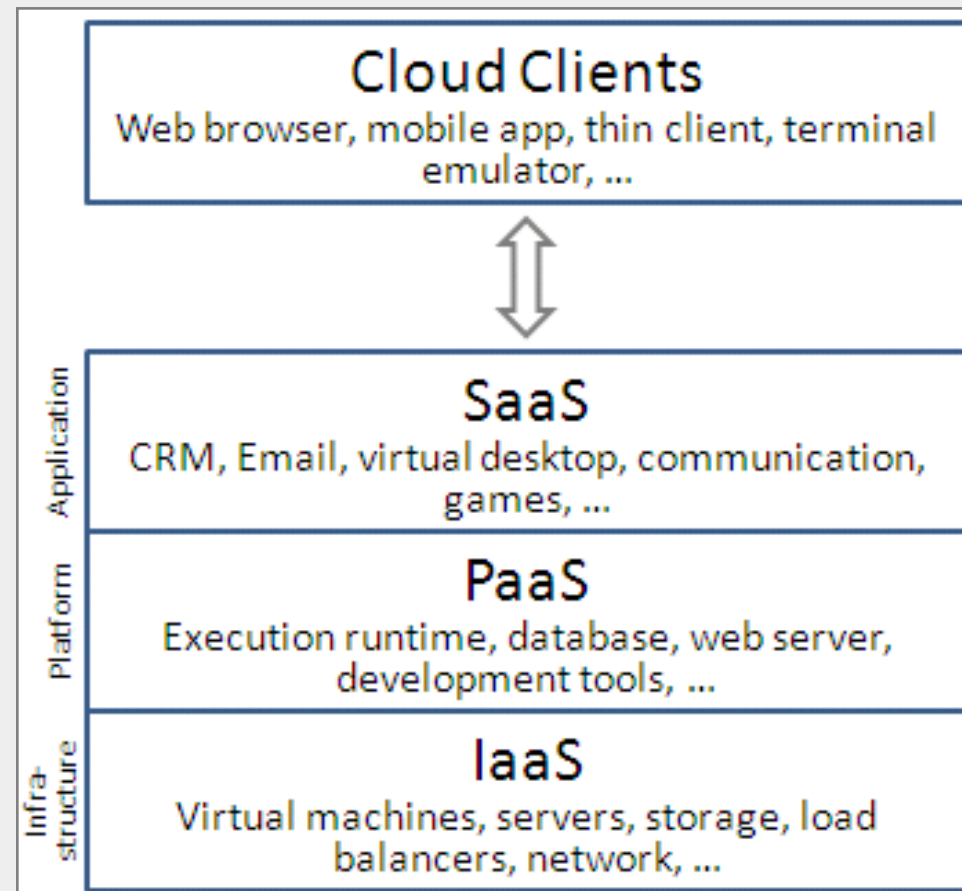 Cloud Clients
Web browser, mobile app, thin client, terminal
emulator, ...
Application
SaaS
CRM, Email, virtual desktop, communication,
games, ...
Platform
PaaS
Execution runtime, database, web server,
development tools, ...
Infra-
structure
IaaS
Virtual machines, servers, storage, load
balancers, network, ...